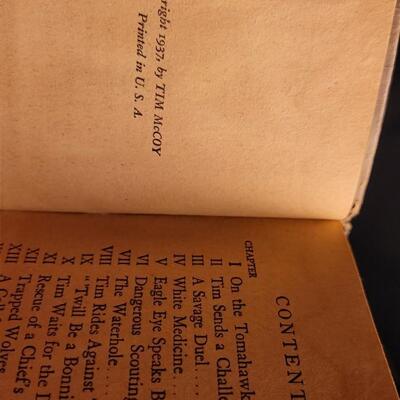 right 1937, by TIM McCOY
Printed in U. S. A.
CONTENT
CHAPTER
I On the Tomahawk
II Tim Sends a Challe
III A Savage Duel....
IV White Medicine...
V Eagle Eye Speaks B
VI Dangerous Scouting
VII The Waterhole....
VIII Tim Rides Against
IX "Twill Be a Bonni
X Tim Waits for the
XI Rescue of a Chief's
XII Trapped Wolves
XIII